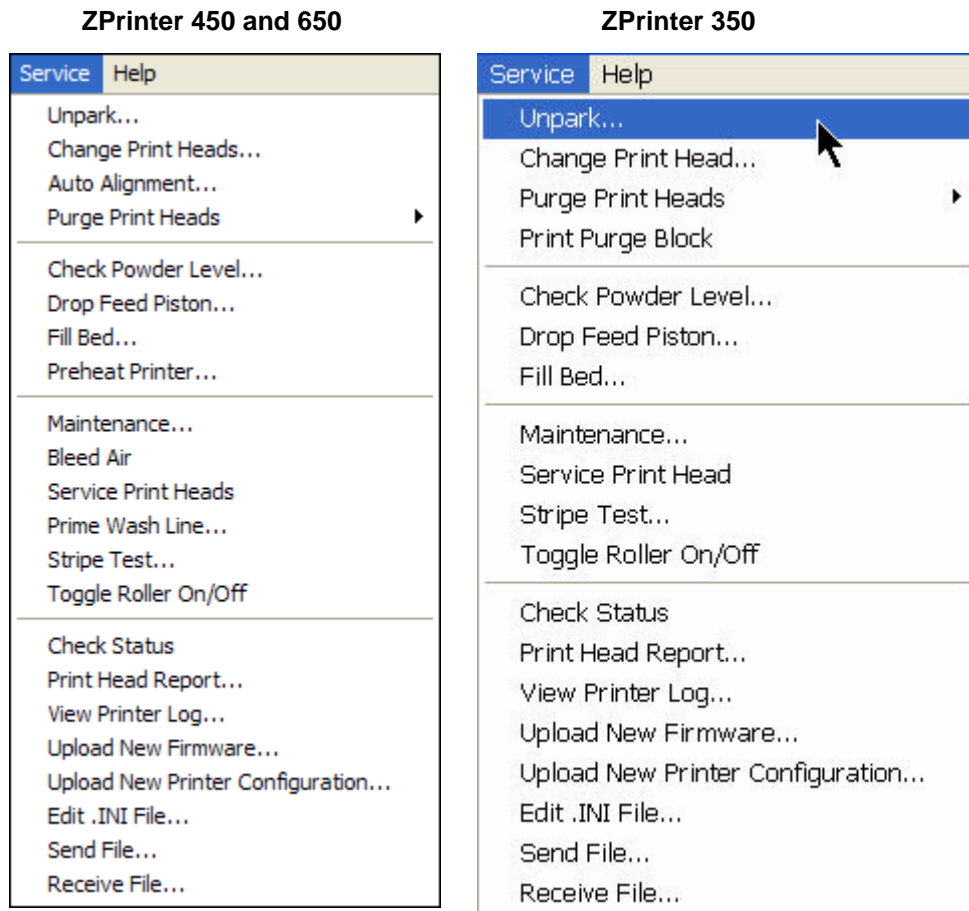 ZPrinter 450 and 650
Service Help
Unpark...
Change Print Heads...
Auto Alignment...
Purge Print Heads
Check Powder Level...
Drop Feed Piston...
Fill Bed...
Preheat Printer...
Maintenance...
Bleed Air
Service Print Heads
Prime Wash Line...
Stripe Test...
Toggle Roller On/Off
Check Status
Print Head Report...
View Printer Log...
Upload New Firmware...
Upload New Printer Configuration...
Edit .INI File...
Send File...
Receive File...
ZPrinter 350
Service Help
Unpark...
Change Print Head...
Purge Print Heads
Print Purge Block
Check Powder Level...
Drop Feed Piston...
Fill Bed...
Maintenance...
Service Print Head
Stripe Test...
Toggle Roller On/Off
Check Status
Print Head Report...
View Printer Log...
Upload New Firmware...
Upload New Printer Configuration...
Edit .INI File...
Send File...
Receive File...